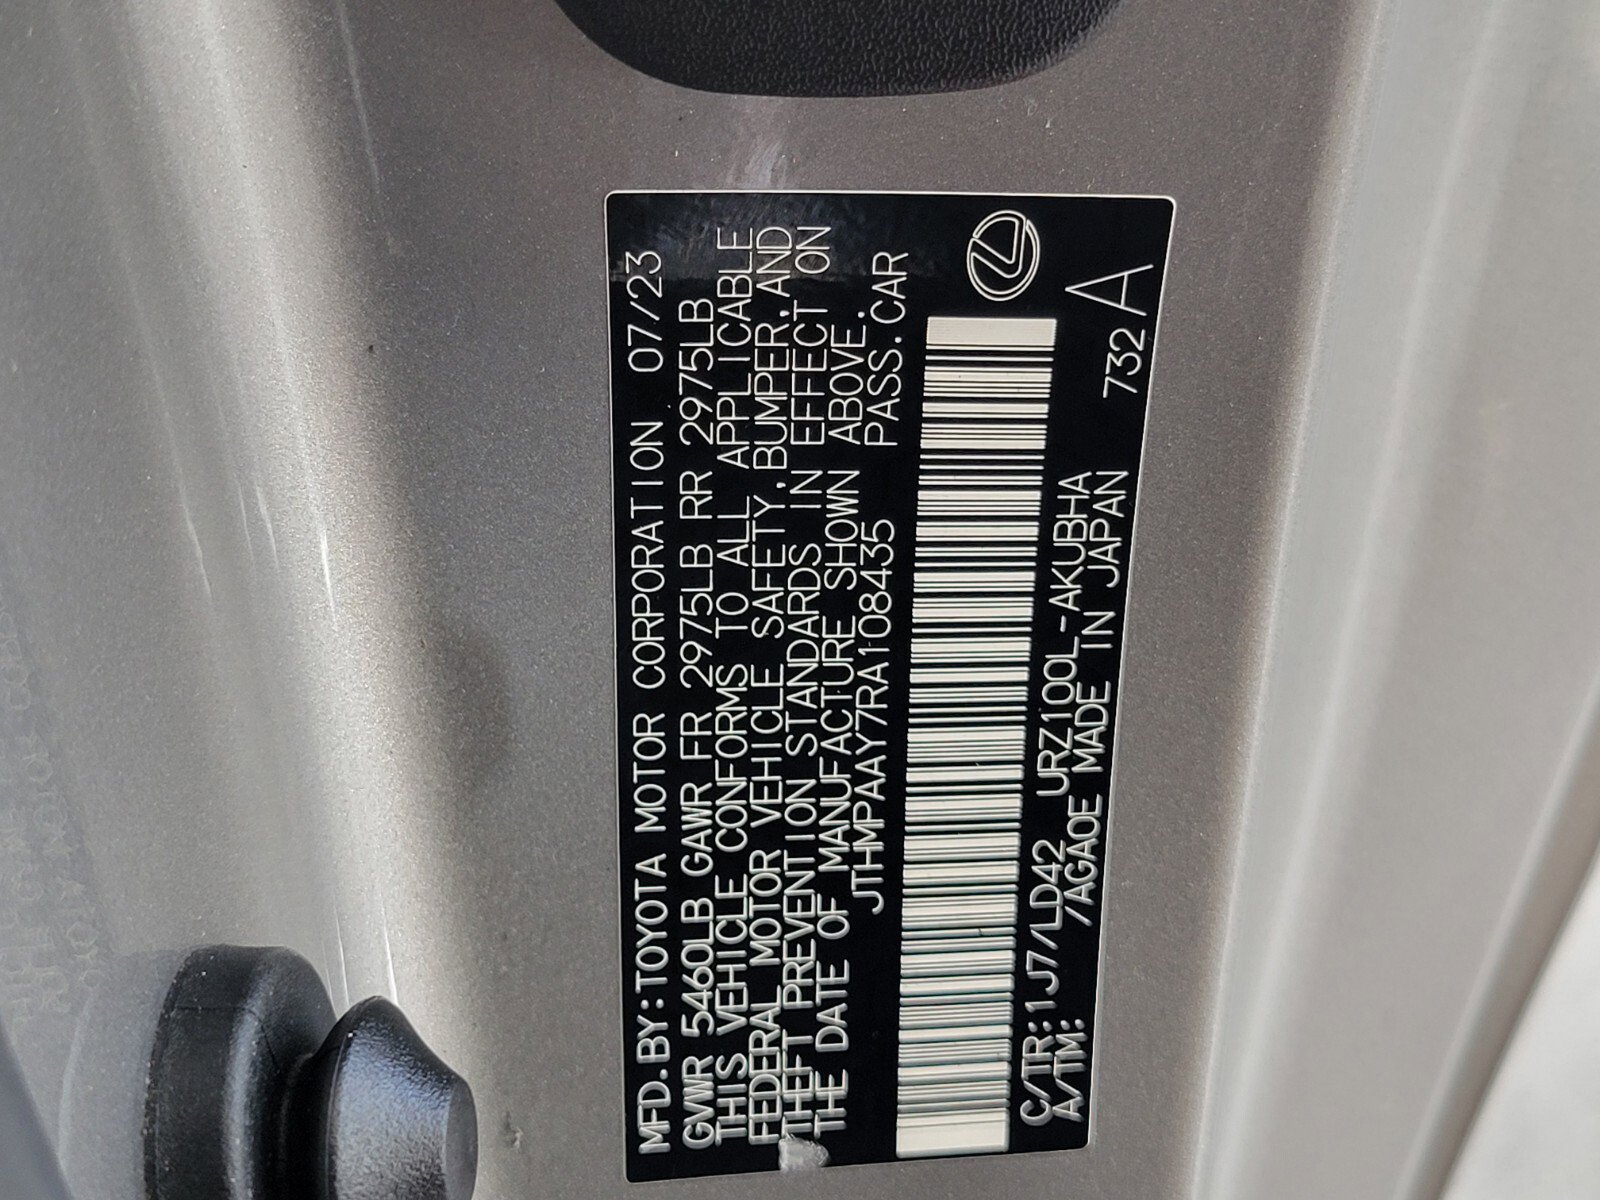 MFD.BY:TOYOTA MOTOR CORPORATION 07/23
GVWR 5460LB GAWR FR 2975LB RR 2975LB
THIS VEHICLE CONFORMS TO ALL APPLICABLE
FEDERAL MOTOR VEHICLE SAFETY,BUMPER,AND
THEFT PREVENTION STANDARDS IN EFFECT ON
THE DATE OF MANUFACTURE SHOWN ABOVE.
JTHMPAAY7RA108435 PASS.CAR
C/TR:1J7/LD42 URZ100L-AKUBHA
A/TM: /AGA0E MADE IN JAPAN
732 A